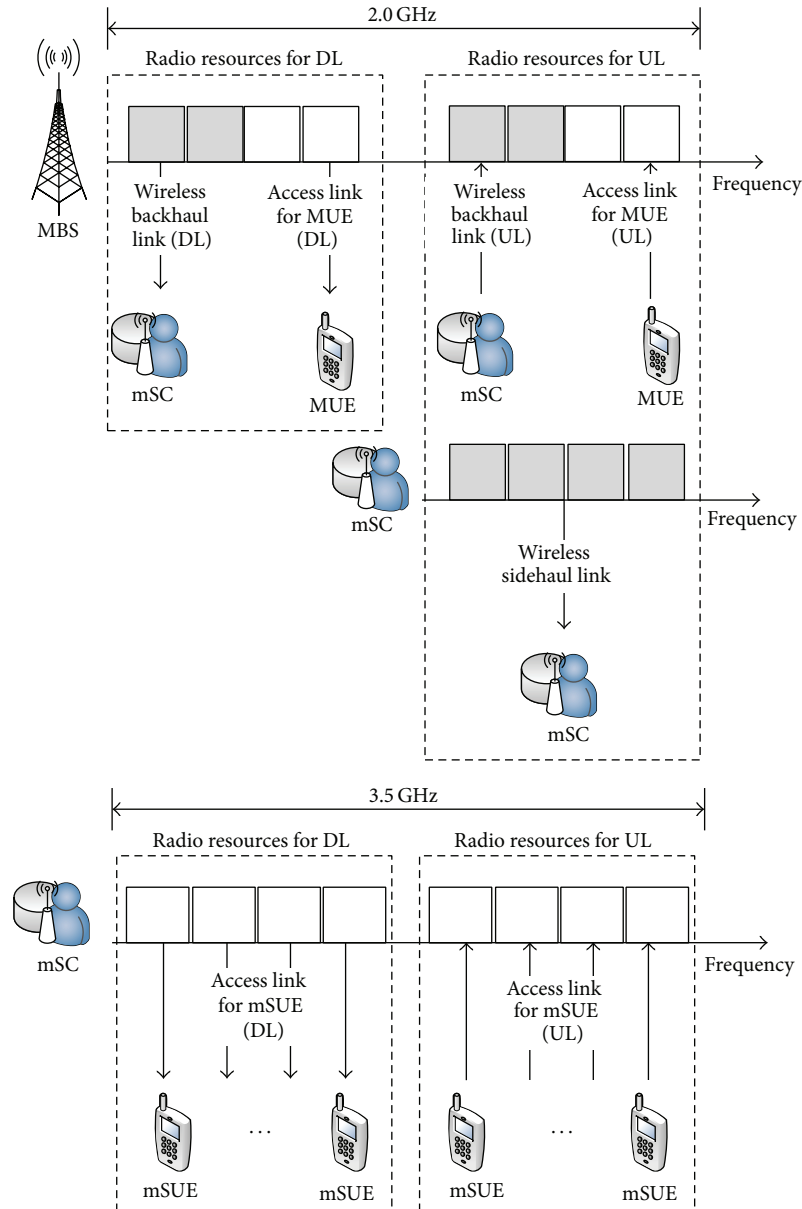 2.0 GHz
Radio resources for DL
Radio resources for UL
MBS
Wireless
backhaul
link (DL)
Access link
for MUE
(DL)
Wireless
backhaul
link (UL)
Access link
for MUE
(UL)
Frequency
mSC
MUE
mSC
MUE
mSC
Frequency
Wireless
sidehaul link
mSC
3.5 GHz
Radio resources for DL
Radio resources for UL
mSC
Frequency
Access link
for mSUE
(DL)
Access link
for mSUE
(UL)
...
...
mSUE
mSUE
mSUE
mSUE